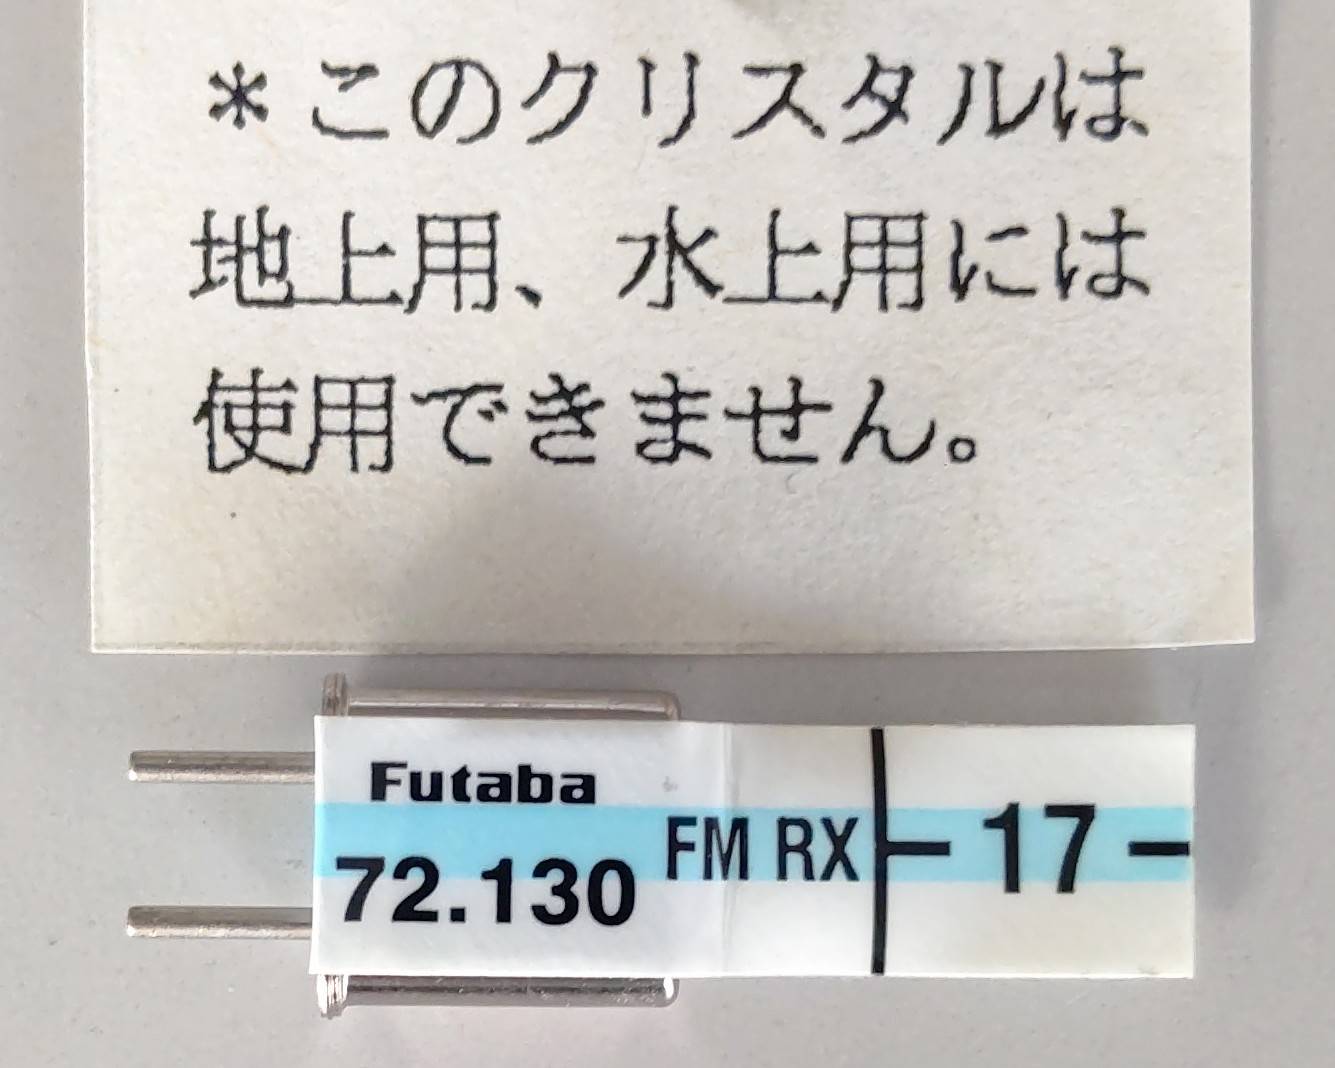 *このクリスタルは
地上用、水上用には
使用できません。
Futaba
72.130 FM RX -17-